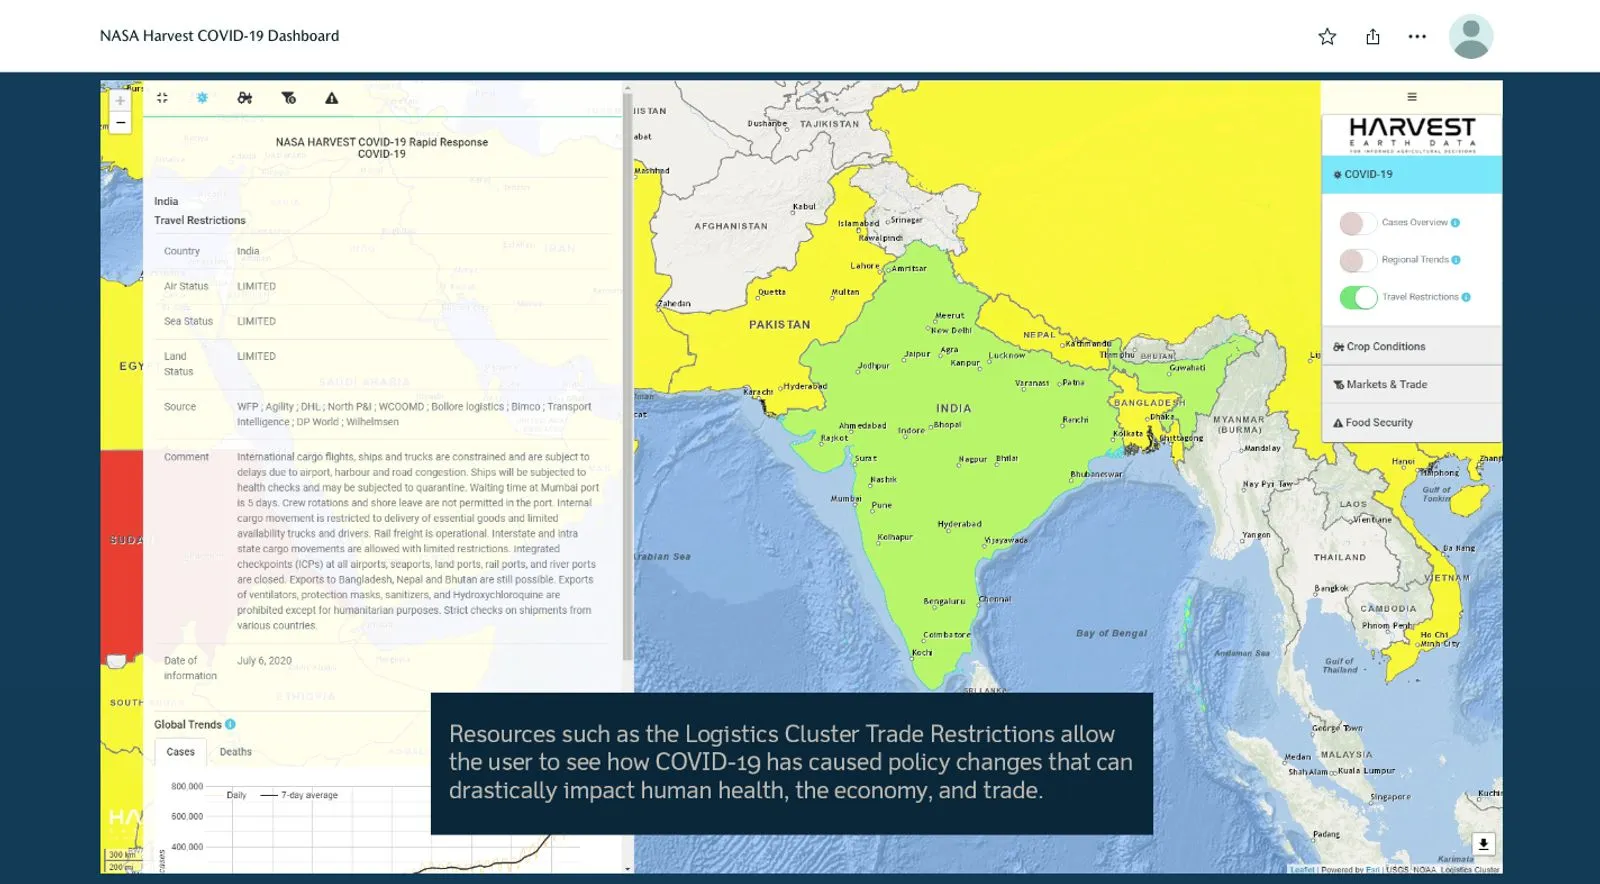 NASA Harvest COVID-19 Dashboard
NASA HARVEST COVID-19 Rapid Response
COVID-19
India
Travel Restrictions
Country India
Air Status LIMITED
Sea Status LIMITED
Land Status LIMITED
Source WFP ; Agility ; DHL ; North P&I ; WCOOMD ; Bollore logistics ; Bimco ; Transport
Intelligence ; DP World ; Wilhelmsen
Comment International cargo flights, ships and trucks are constrained and are subject to
delays due to airport, harbour and road congestion. Ships will be subjected to
health checks and may be subjected to quarantine. Waiting time at Mumbai port
is 5 days. Crew rotations and shore leave are not permitted in the port. Internal
cargo movement is restricted to delivery of essential goods and limited
availability trucks and drivers. Rail freight is operational. Interstate and intra
state cargo movements are allowed with limited restrictions. Integrated
checkpoints (ICPs) at all airports, seaports, land ports, rail ports, and river ports
are closed. Exports to Bangladesh, Nepal and Bhutan are still possible. Exports
of ventilators, protection masks, sanitizers, and Hydroxychloroquine are
prohibited except for humanitarian purposes. Strict checks on shipments from
various countries.
Date of information July 6, 2020
Global Trends
Cases Deaths
800,000
Daily 7-day average
600,000
400,000
cases
300 km
200 mi
EGY
SUDA
SOUTH
SAUDI ARABIA
ETHIOPIA
IRAN
Dushanbe
TAJIKISTAN
Mashhad
Kabul
AFGHANISTAN
Islamabad
Srinagar
Rawalpindi
Lahore
Amritsar
Quetta
Multan
Zahedan
PAKISTAN
Meerut
New Delhi
NEPAL
Kathmandu
Thimphu
BHUTAN
Jaipur
Agra
Kanpur
Lucknow
Jodhpur
Guwahati
Karachi
Hyderabad
Varanasi
Patna
BANGLADESH
INDIA
Dhaka
Ranchi
Ahmedabad
Indore
Bhopal
Kolkata
Chittagong
Rajkot
MYANMAR
(BURMA)
Mandalay
Surat
Nagpur
Bhilai
Bhubaneswar
Nashik
Nay Pyi Taw
Mumbai
Pune
Hyderabad
Kolhapur
Vijayawada
Yangon
Arabian Sea
Bengaluru
Chennai
Coimbatore
Kochi
Bay of Bengal
Andaman Sea
SRI LANKA
Hanoi
Haiphong
Gulf of
Tonkin
LAOS
Vientiane
Da Nang
THAILAND
VIETNAM
Bangkok
CAMBODIA
Phnom Penh
Ho Chi
Minh City
Gulf of
Thailand
George Town
Medan
MALAYSIA
Shah Alam
Kuala Lumpur
Singapore
Kuchin
Padang
Karimata
HARVEST
EARTH DATA
FOR INFORMED AGRICULTURAL DECISIONS
COVID-19
Cases Overview
Regional Trends
Travel Restrictions
Crop Conditions
Markets & Trade
Food Security
Resources such as the Logistics Cluster Trade Restrictions allow
the user to see how COVID-19 has caused policy changes that can
drastically impact human health, the economy, and trade.
Leaflet | Powered by Esri | USGS, NOAA, Logistics Cluster